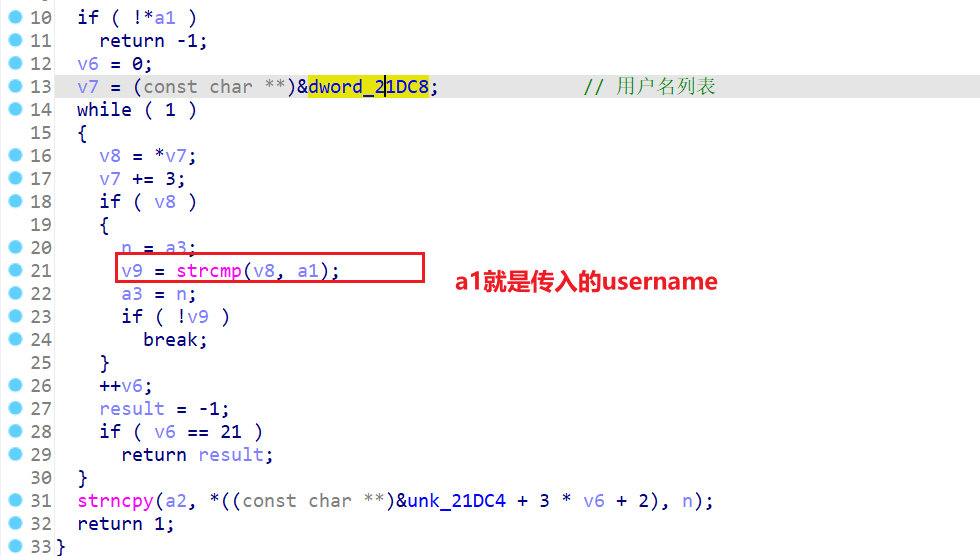 10 if ( !*a1 )
11 return -1;
12 v6 = 0;
13 v7 = (const char **)&dword_21DC8; // 用户名列表
14 while ( 1 )
15 {
16 v8 = *v7;
17 v7 += 3;
18 if ( v8 )
19 {
20 n = a3;
21 v9 = strcmp(v8, a1);
a1就是传入的username
22 a3 = n;
23 if ( !v9 )
24 break;
25 }
26 ++v6;
27 result = -1;
28 if ( v6 == 21 )
29 return result;
30 }
31 strncpy(a2, *((const char **)&unk_21DC4 + 3 * v6 + 2), n);
32 return 1;
33 }